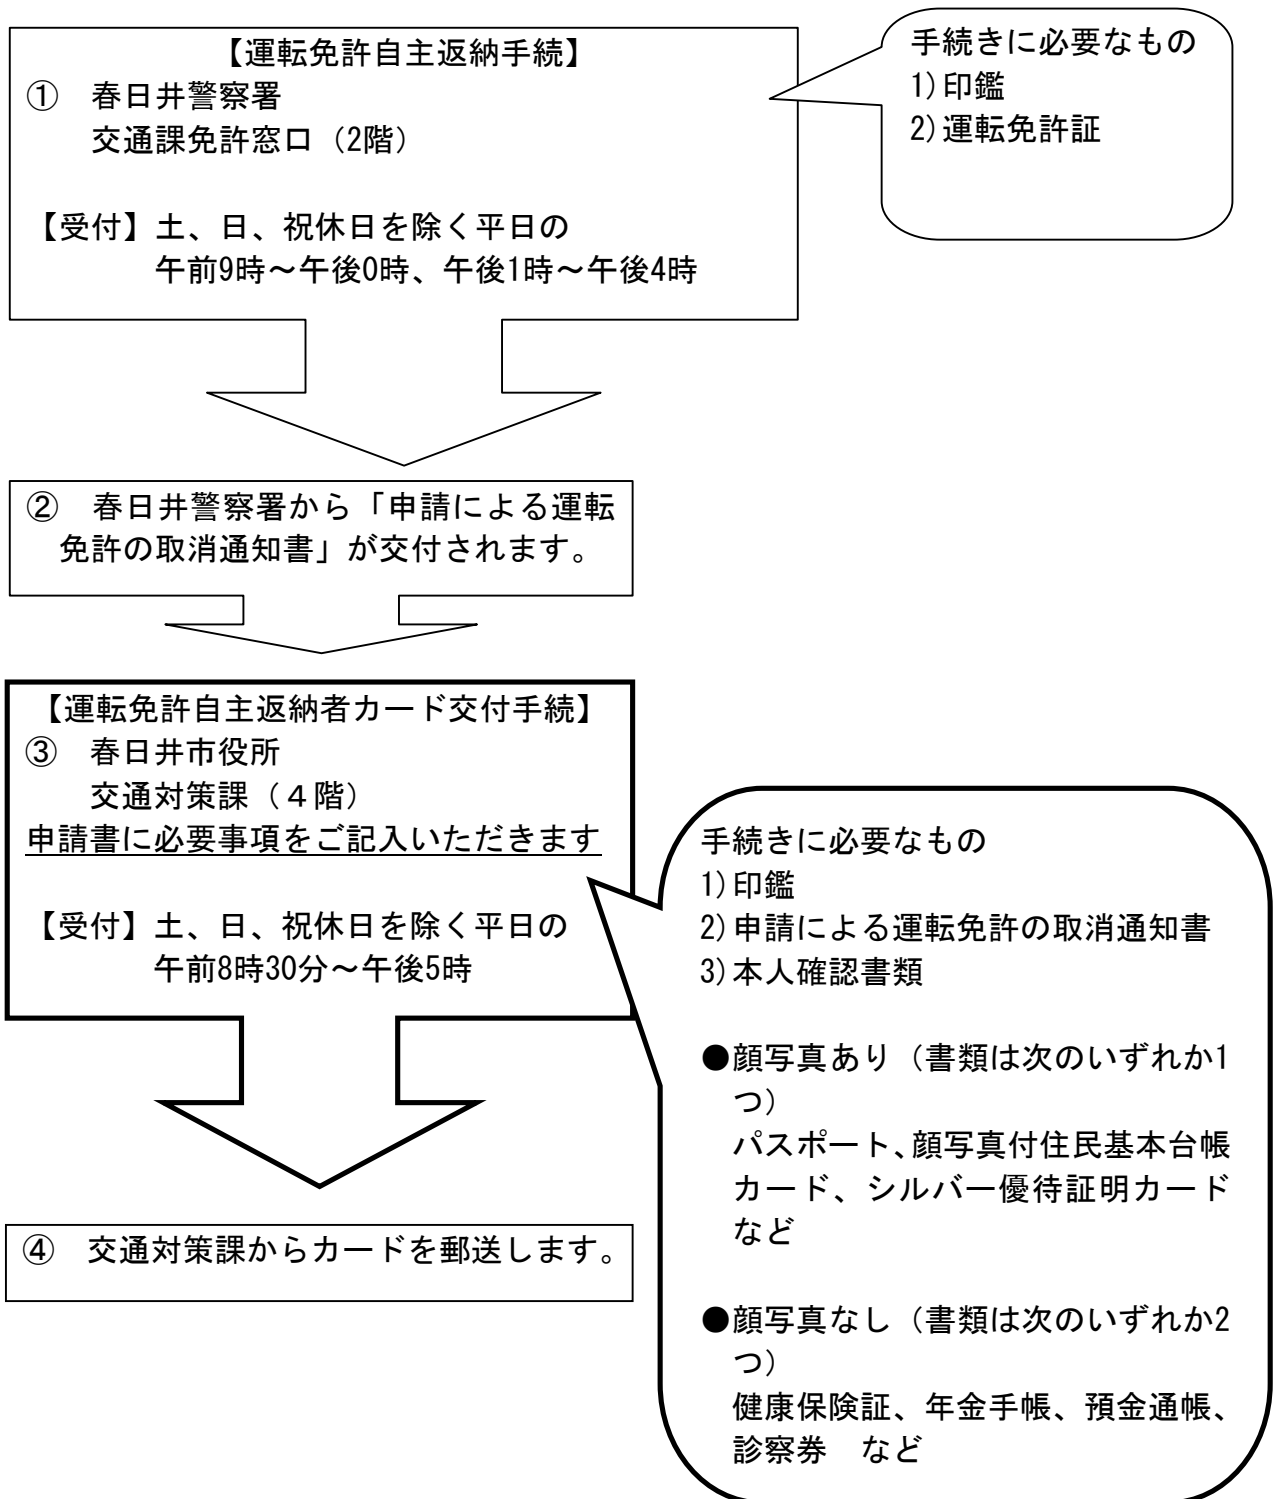 【運転免許自主返納手続】
① 春日井警察署
交通課免許窓口（2階）
【受付】土、日、祝休日を除く平日の
午前9時～午後0時、午後1時～午後4時
手続きに必要なもの
1)印鑑
2)運転免許証
② 春日井警察署から「申請による運転
免許の取消通知書」が交付されます。
【運転免許自主返納者カード交付手続】
③ 春日井市役所
交通対策課（４階）
申請書に必要事項をご記入いただきます
【受付】土、日、祝休日を除く平日の
午前8時30分～午後5時
手続きに必要なもの
1)印鑑
2)申請による運転免許の取消通知書
3)本人確認書類
●顔写真あり（書類は次のいずれか1
つ）
パスポート、顔写真付住民基本台帳
カード、シルバー優待証明カード
など
●顔写真なし（書類は次のいずれか2
つ）
健康保険証、年金手帳、預金通帳、
診察券 など
④ 交通対策課からカードを郵送します。